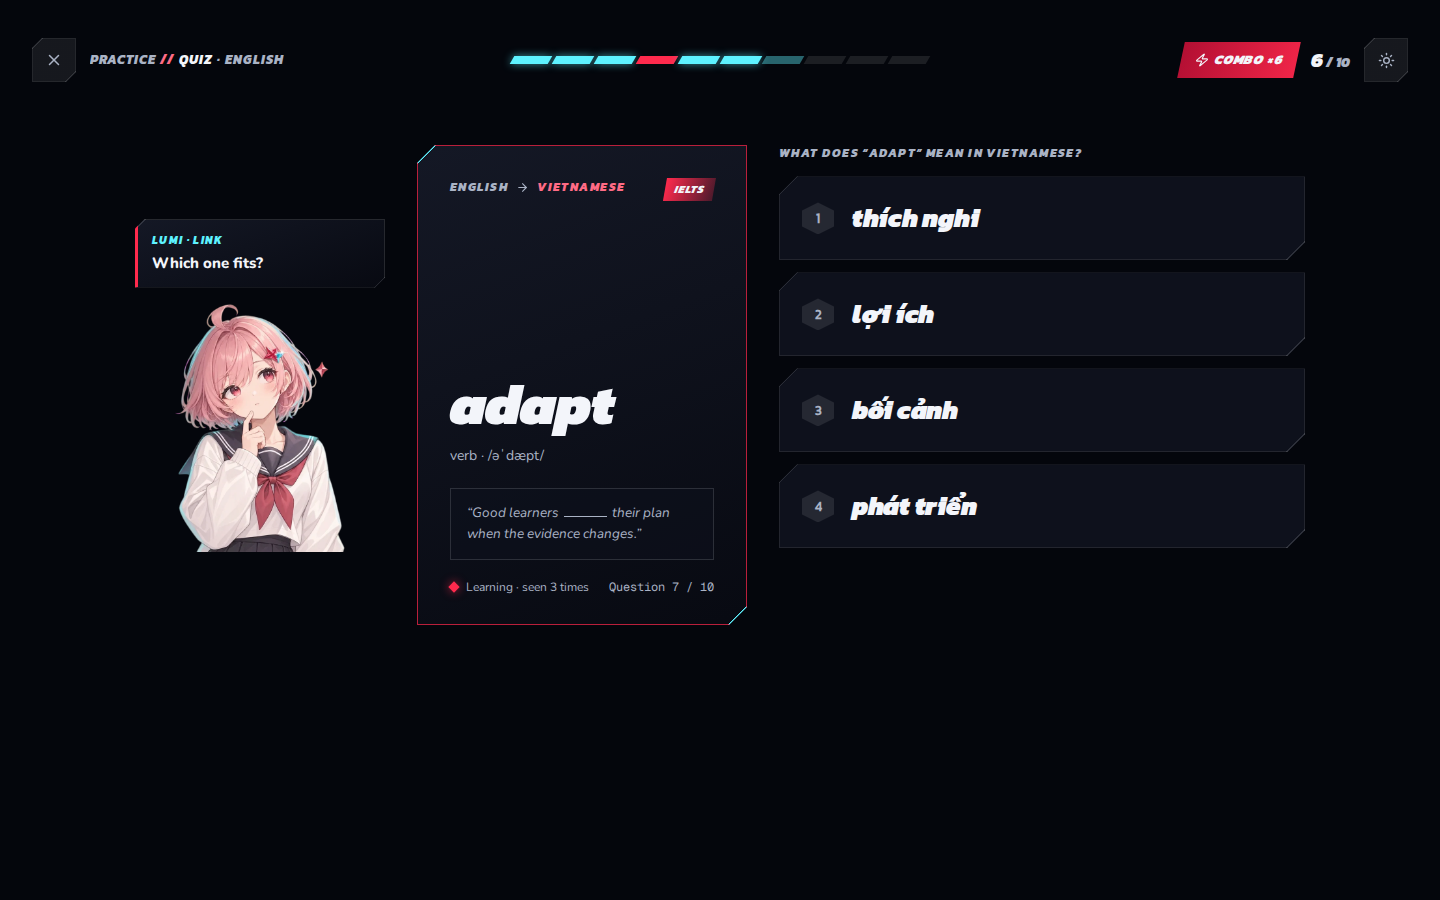 PRACTICE // QUIZ · ENGLISH
COMBO ×6
6 / 10
LUMI · LINK
Which one fits?
ENGLISH → VIETNAMESE
IELTS
adapt
verb · /əˈdæpt/
“Good learners ______ their plan
when the evidence changes.”
Learning · seen 3 times
Question 7 / 10
WHAT DOES “ADAPT” MEAN IN VIETNAMESE?
1 thích nghi
2 lợi ích
3 bối cảnh
4 phát triển